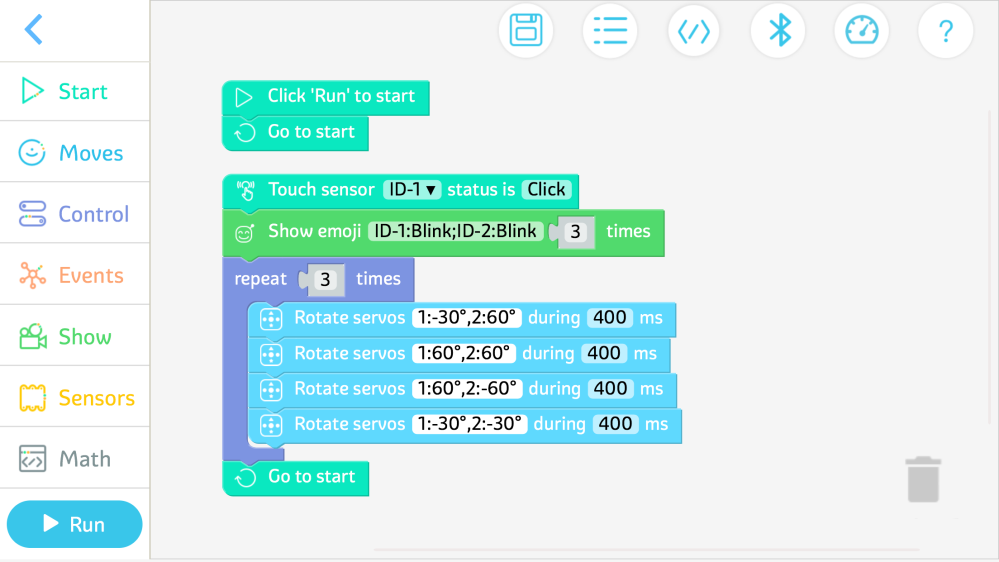 Start
Moves
Control
Events
Show
Sensors
Math
Run
?
Click 'Run' to start
Go to start
Touch sensor ID-1 ▾ status is Click
Show emoji ID-1:Blink;ID-2:Blink 3 times
repeat 3 times
Rotate servos 1:-30°,2:60° during 400 ms
Rotate servos 1:60°,2:60° during 400 ms
Rotate servos 1:60°,2:-60° during 400 ms
Rotate servos 1:-30°,2:-30° during 400 ms
Go to start